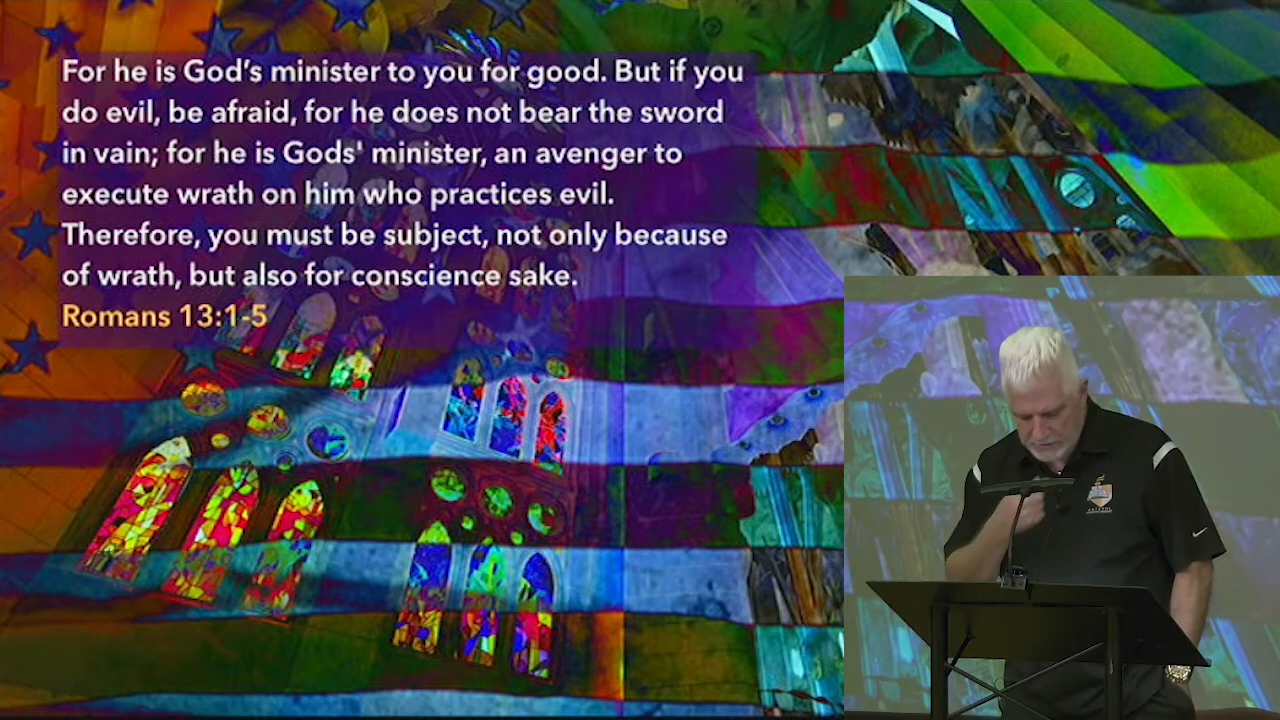 For he is God's minister to you for good. But if you
do evil, be afraid, for he does not bear the sword
in vain; for he is Gods' minister, an avenger to
execute wrath on him who practices evil.
Therefore, you must be subject, not only because
of wrath, but also for conscience sake.
Romans 13:1-5